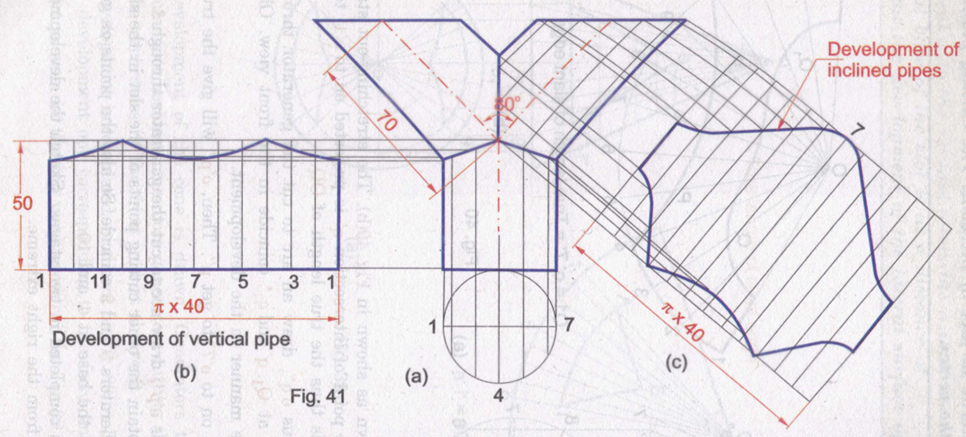 Development of
inclined pipes
7
80°
70
50
1 11 9 7 5 3 1
π x 40
Development of vertical pipe
(b)
1 7
4
(a)
Fig. 41
π x 40
(c)